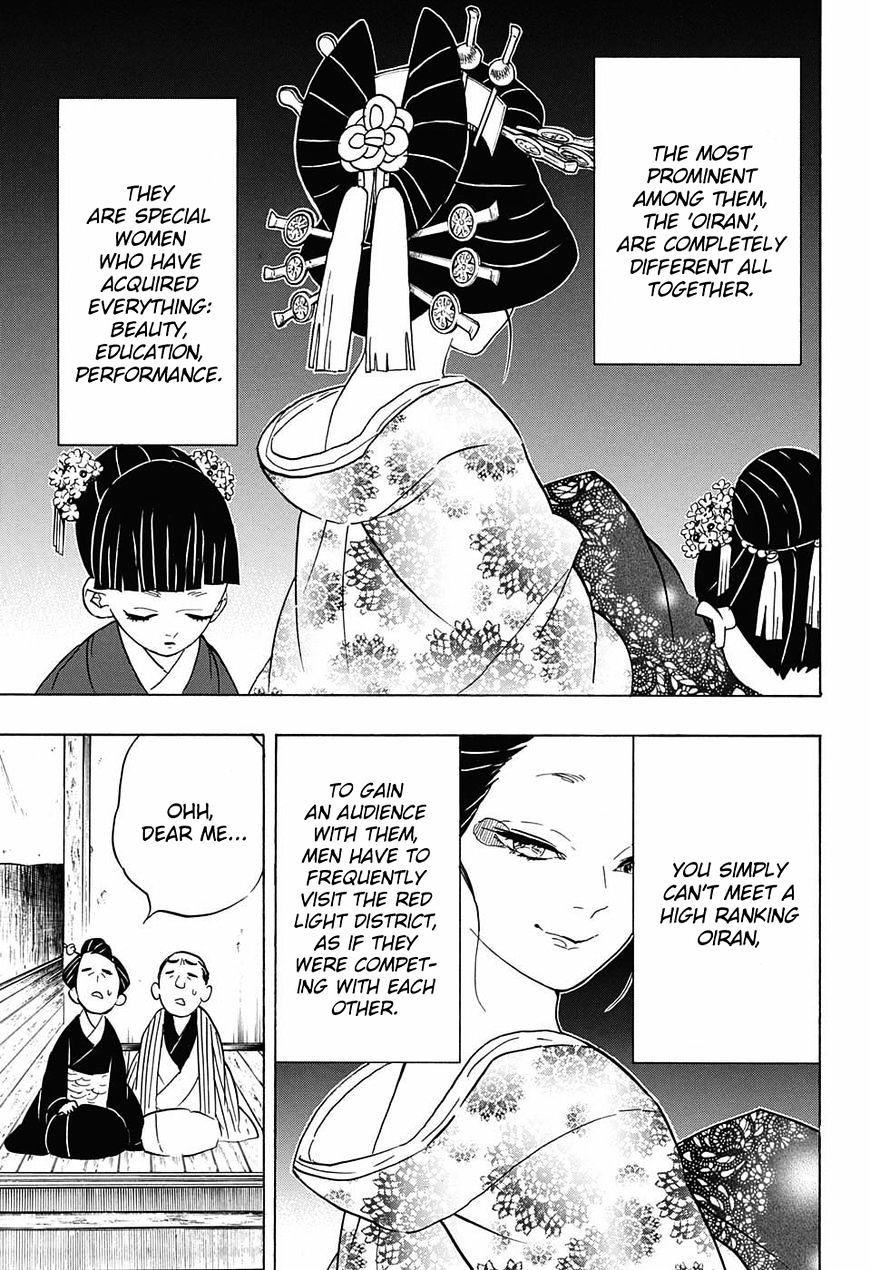 THE MOST
PROMINENT
AMONG THEM,
THE 'OIRAN',
ARE COMPLETELY
DIFFERENT ALL
TOGETHER.
THEY
ARE SPECIAL
WOMEN
WHO HAVE
ACQUIRED
EVERYTHING:
BEAUTY,
EDUCATION,
PERFORMANCE.
YOU SIMPLY
CAN'T MEET A
HIGH RANKING
OIRAN,
TO GAIN
AN AUDIENCE
WITH THEM,
MEN HAVE TO
FREQUENTLY
VISIT THE RED
LIGHT DISTRICT,
AS IF THEY
WERE COMPET-
ING WITH EACH
OTHER.
OHH,
DEAR ME...